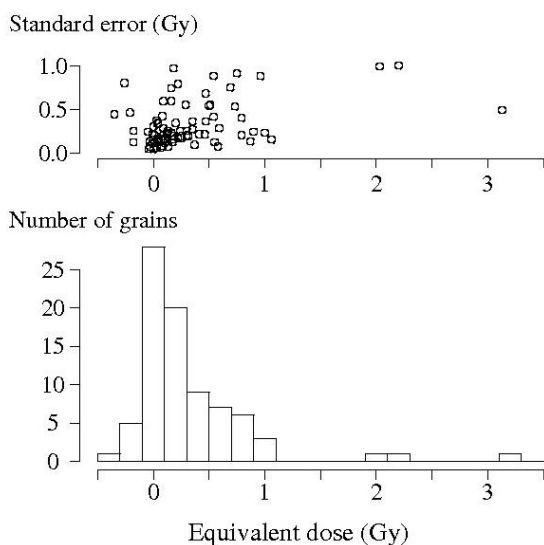 Standard error (Gy)
1.0
0.5
0.0
0 1 2 3
Number of grains
25
20
15
10
5
0
0 1 2 3
Equivalent dose (Gy)